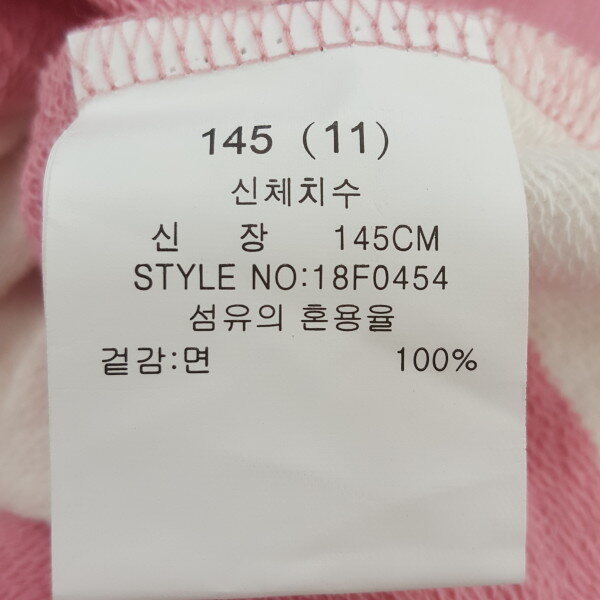 145 (11)
신체치수
신 장 145CM
STYLE NO:18F0454
섬유의 혼용율
겉감:면 100%